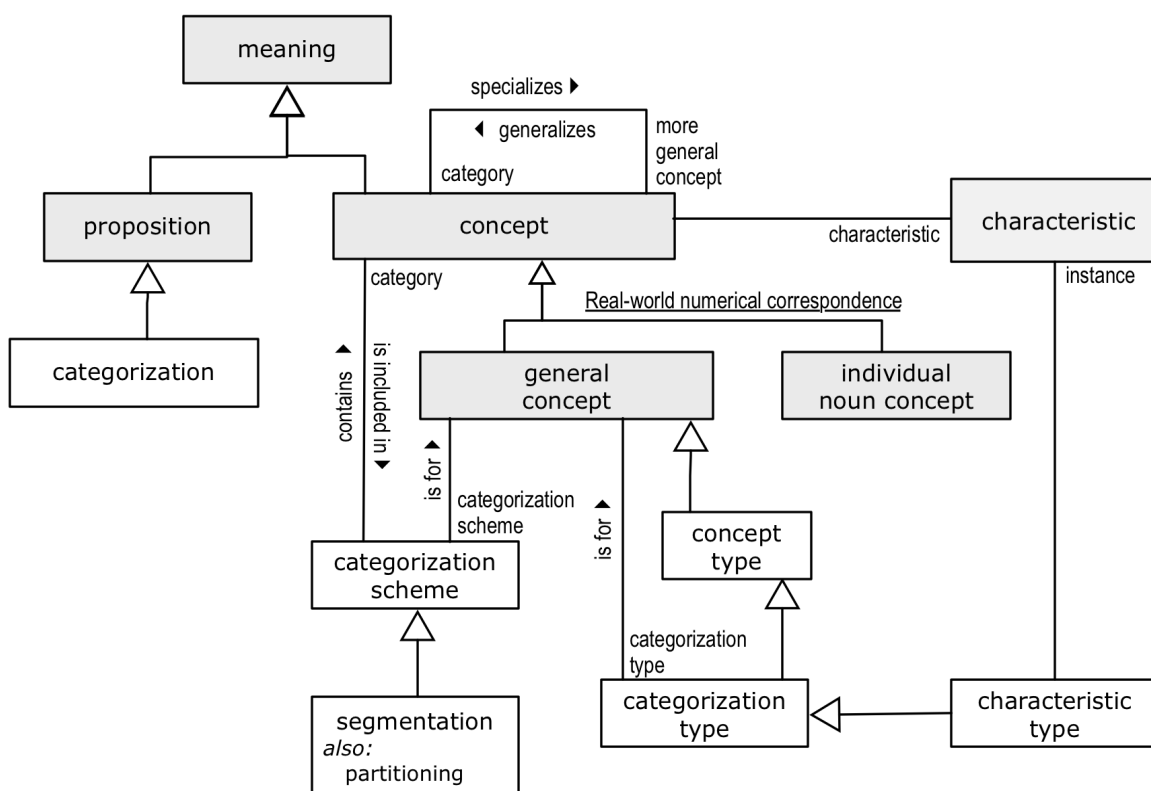 meaning
specializes
generalizes
more
general
concept
category
proposition
concept
characteristic
characteristic
category
instance
Real-world numerical correspondence
categorization
contains
is included in
general
concept
individual
noun concept
is for
categorization
scheme
is for
concept
type
categorization
scheme
categorization
type
segmentation
also:
partitioning
categorization
type
characteristic
type